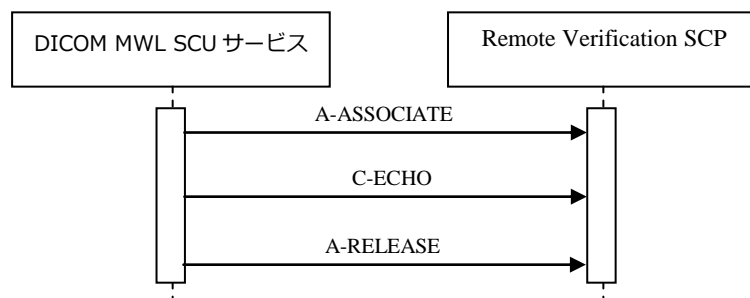 DICOM MWL SCU サービス
Remote Verification SCP
A-ASSOCIATE
C-ECHO
A-RELEASE